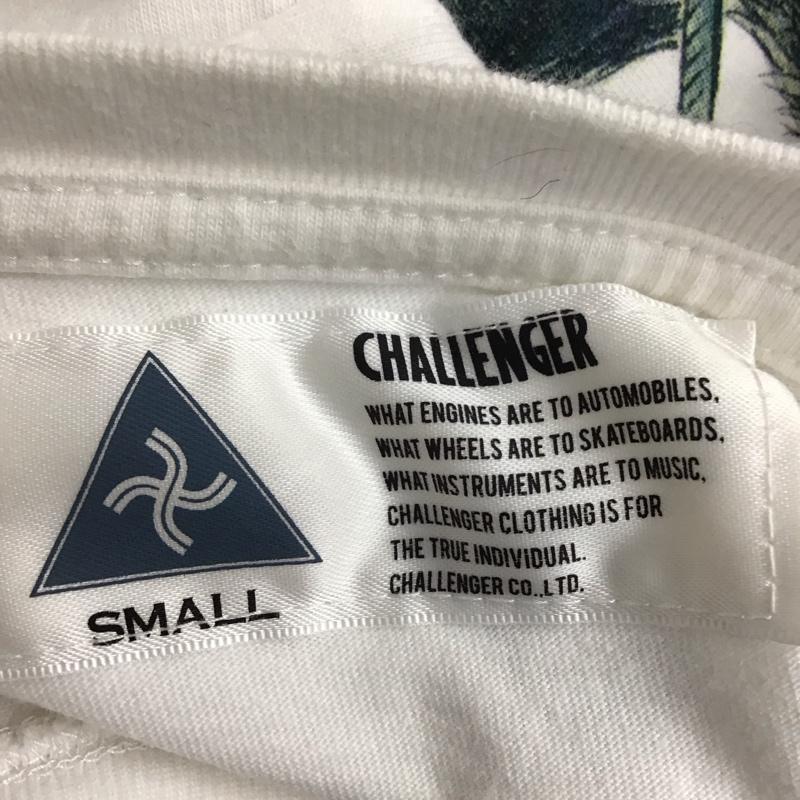 CHALLENGER
WHAT ENGINES ARE TO AUTOMOBILES,
WHAT WHEELS ARE TO SKATEBOARDS,
WHAT INSTRUMENTS ARE TO MUSIC,
CHALLENGER CLOTHING IS FOR
THE TRUE INDIVIDUAL.
CHALLENGER CO.,LTD.
SMALL